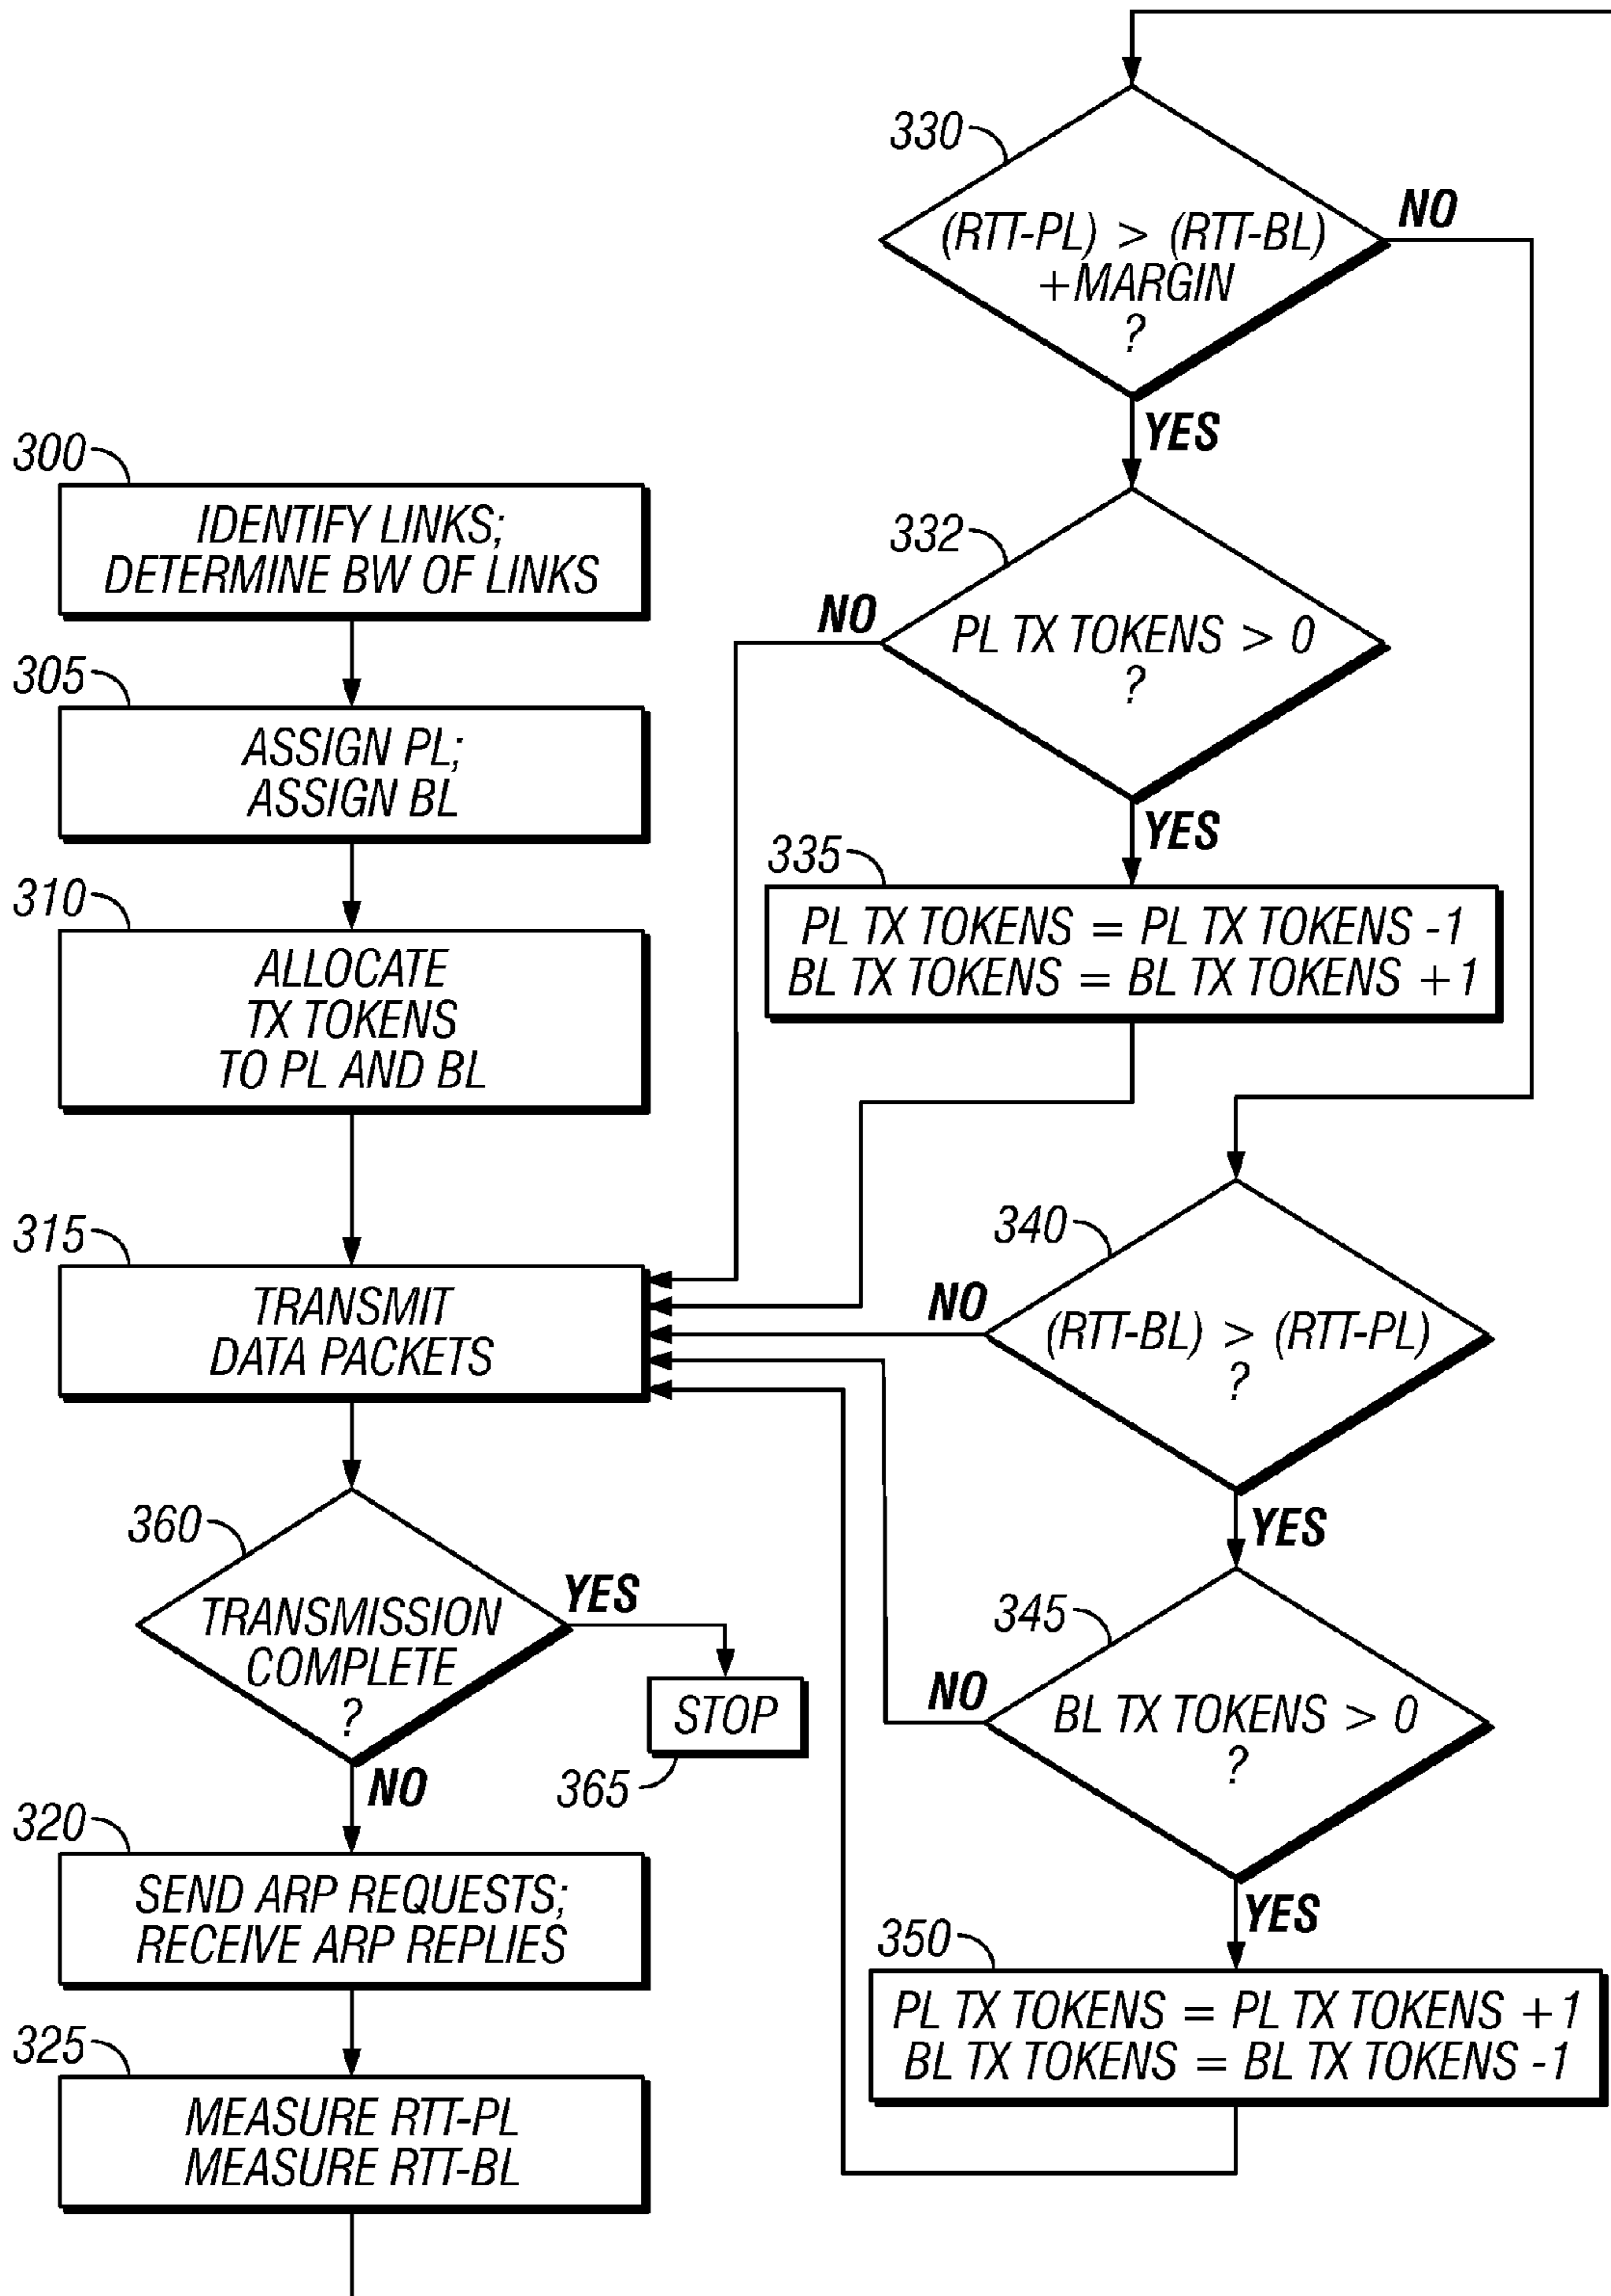 300
IDENTIFY LINKS;
DETERMINE BW OF LINKS
305
ASSIGN PL;
ASSIGN BL
310
ALLOCATE
TX TOKENS
TO PL AND BL
315
TRANSMIT
DATA PACKETS
360
TRANSMISSION
COMPLETE
?
YES
STOP
365
NO
320
SEND ARP REQUESTS;
RECEIVE ARP REPLIES
325
MEASURE RTT-PL
MEASURE RTT-BL
330
(RTT-PL) > (RTT-BL)
+MARGIN
?
NO
YES
332
PL TX TOKENS > 0
?
NO
YES
335
PL TX TOKENS = PL TX TOKENS -1
BL TX TOKENS = BL TX TOKENS +1
340
(RTT-BL) > (RTT-PL)
?
NO
YES
345
BL TX TOKENS > 0
?
NO
YES
350
PL TX TOKENS = PL TX TOKENS +1
BL TX TOKENS = BL TX TOKENS -1